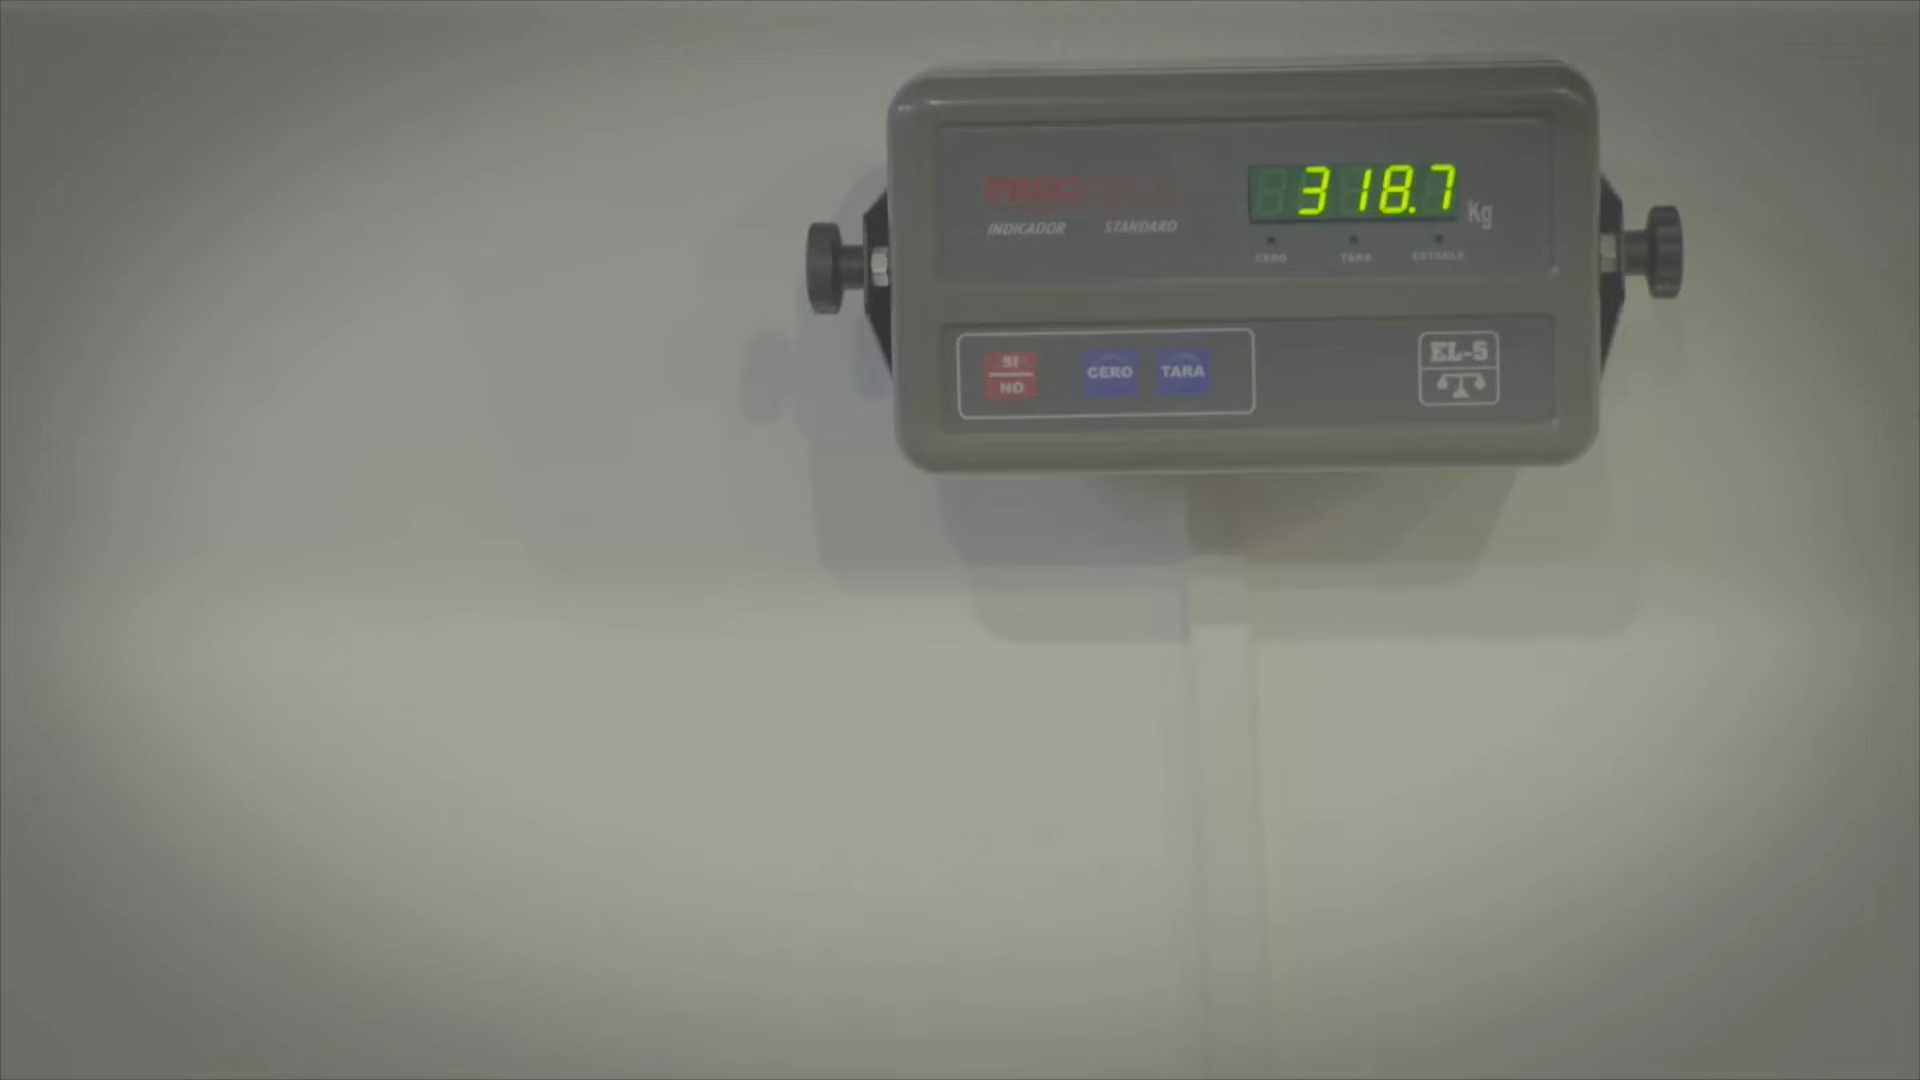 318.7 Kg
INDICADOR STANDARD
CERO TARA ESTABLE
SI
NO
CERO TARA
EL-5